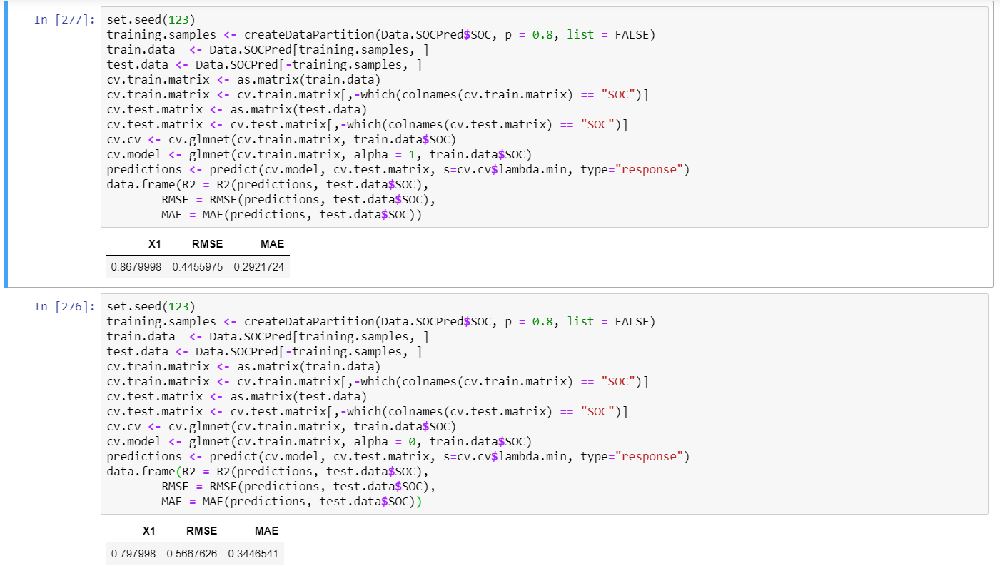 In [277]:
set.seed(123)
training.samples <- createDataPartition(Data.SOCPred$SOC, p = 0.8, list = FALSE)
train.data  <- Data.SOCPred[training.samples, ]
test.data <- Data.SOCPred[-training.samples, ]
cv.train.matrix <- as.matrix(train.data)
cv.train.matrix <- cv.train.matrix[,-which(colnames(cv.train.matrix) == "SOC")]
cv.test.matrix <- as.matrix(test.data)
cv.test.matrix <- cv.test.matrix[,-which(colnames(cv.test.matrix) == "SOC")]
cv.cv <- cv.glmnet(cv.train.matrix, train.data$SOC)
cv.model <- glmnet(cv.train.matrix, alpha = 1, train.data$SOC)
predictions <- predict(cv.model, cv.test.matrix, s=cv.cv$lambda.min, type="response")
data.frame(R2 = R2(predictions, test.data$SOC),
        RMSE = RMSE(predictions, test.data$SOC),
        MAE = MAE(predictions, test.data$SOC))
X1 RMSE MAE
0.8679998 0.4455975 0.2921724
In [276]:
set.seed(123)
training.samples <- createDataPartition(Data.SOCPred$SOC, p = 0.8, list = FALSE)
train.data  <- Data.SOCPred[training.samples, ]
test.data <- Data.SOCPred[-training.samples, ]
cv.train.matrix <- as.matrix(train.data)
cv.train.matrix <- cv.train.matrix[,-which(colnames(cv.train.matrix) == "SOC")]
cv.test.matrix <- as.matrix(test.data)
cv.test.matrix <- cv.test.matrix[,-which(colnames(cv.test.matrix) == "SOC")]
cv.cv <- cv.glmnet(cv.train.matrix, train.data$SOC)
cv.model <- glmnet(cv.train.matrix, alpha = 0, train.data$SOC)
predictions <- predict(cv.model, cv.test.matrix, s=cv.cv$lambda.min, type="response")
data.frame(R2 = R2(predictions, test.data$SOC),
        RMSE = RMSE(predictions, test.data$SOC),
        MAE = MAE(predictions, test.data$SOC))
X1 RMSE MAE
0.797998 0.5667626 0.3446541